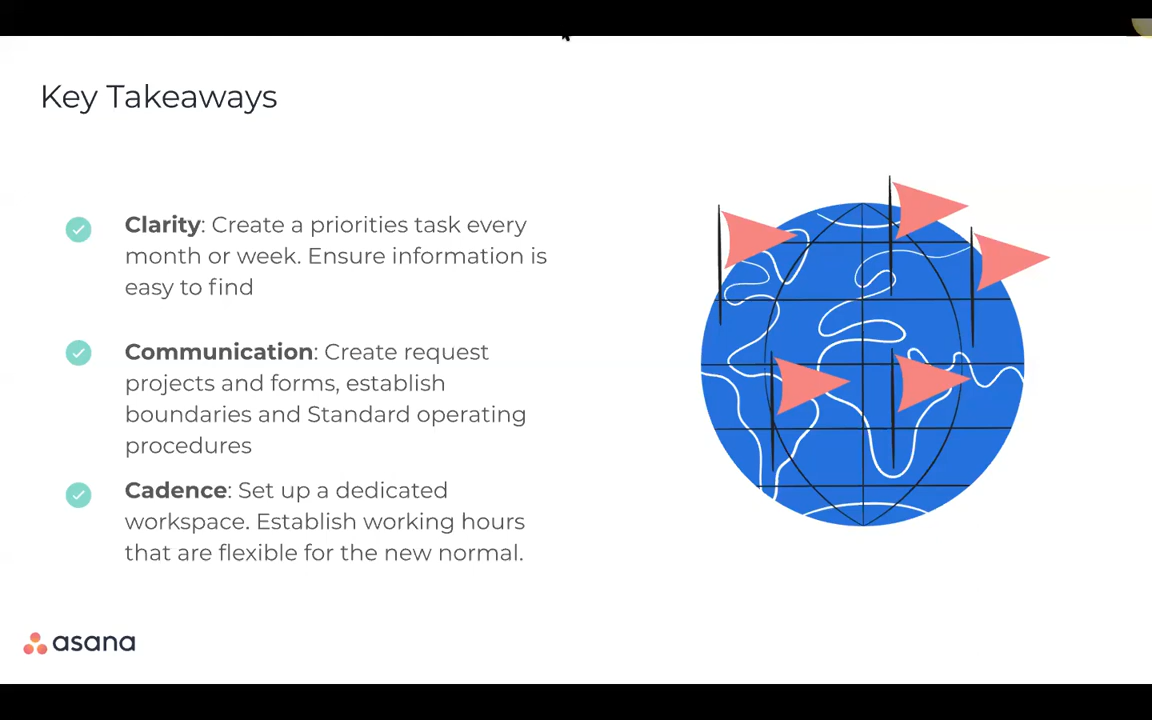 Key Takeaways
Clarity: Create a priorities task every
month or week. Ensure information is
easy to find
Communication: Create request
projects and forms, establish
boundaries and Standard operating
procedures
Cadence: Set up a dedicated
workspace. Establish working hours
that are flexible for the new normal.
asana